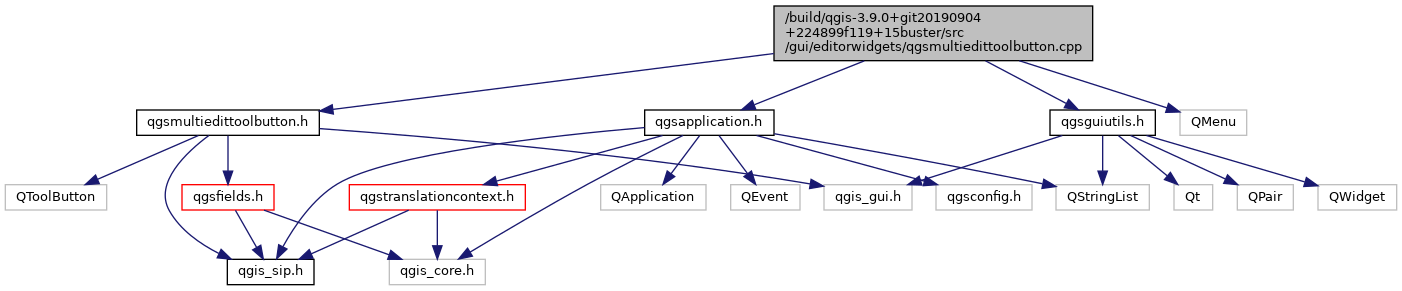 /build/qgis-3.9.0+git20190904
+224899f119+15buster/src
/gui/editorwidgets/qgsmultiedittoolbutton.cpp
qgsmultiedittoolbutton.h
qgsapplication.h
qgsguiutils.h
QMenu
QToolButton
qgsfields.h
qgstranslationcontext.h
QApplication
QEvent
qgis_gui.h
qgsconfig.h
QStringList
Qt
QPair
QWidget
qgis_sip.h
qgis_core.h